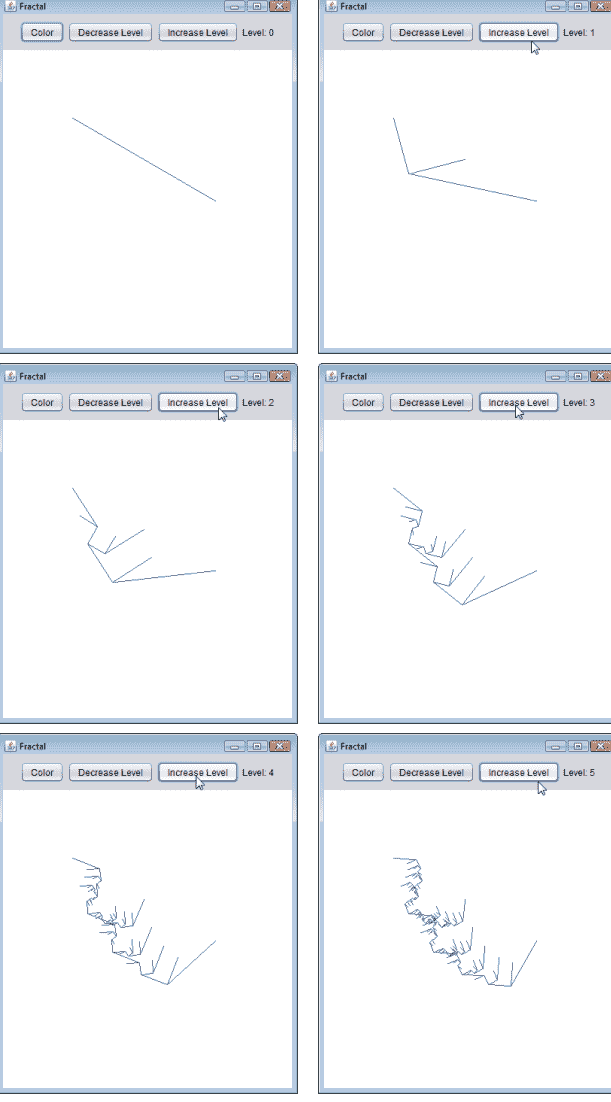 Fractal
Color Decrease Level Increase Level Level: 0
Fractal
Color Decrease Level Increase Level Level: 1
Fractal
Color Decrease Level Increase Level Level: 2
Fractal
Color Decrease Level Increase Level Level: 3
Fractal
Color Decrease Level Increase Level Level: 4
Fractal
Color Decrease Level Increase Level Level: 5